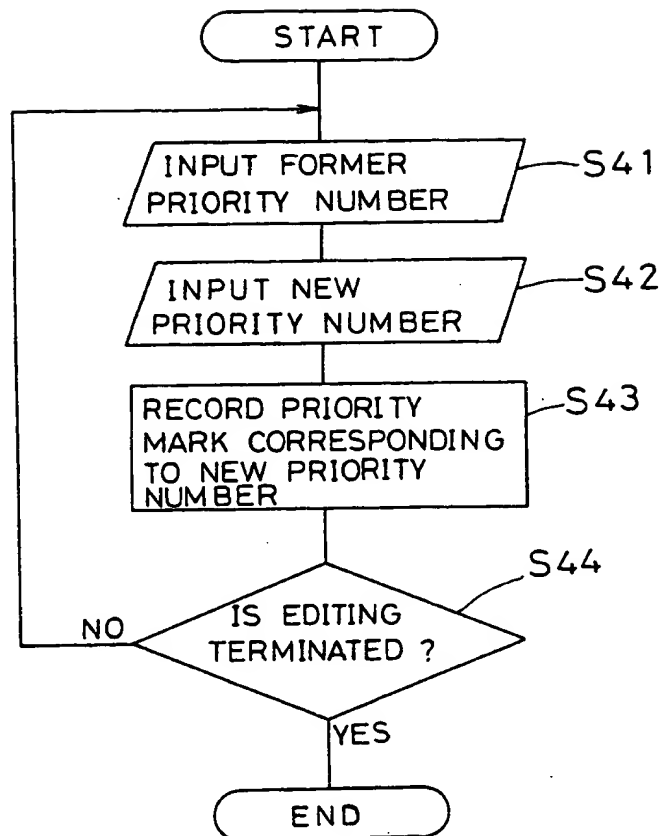 START
INPUT FORMER
PRIORITY NUMBER
S41
INPUT NEW
PRIORITY NUMBER
S42
RECORD PRIORITY
MARK CORRESPONDING
TO NEW PRIORITY
NUMBER
S43
S44
IS EDITING
TERMINATED ?
NO
YES
END